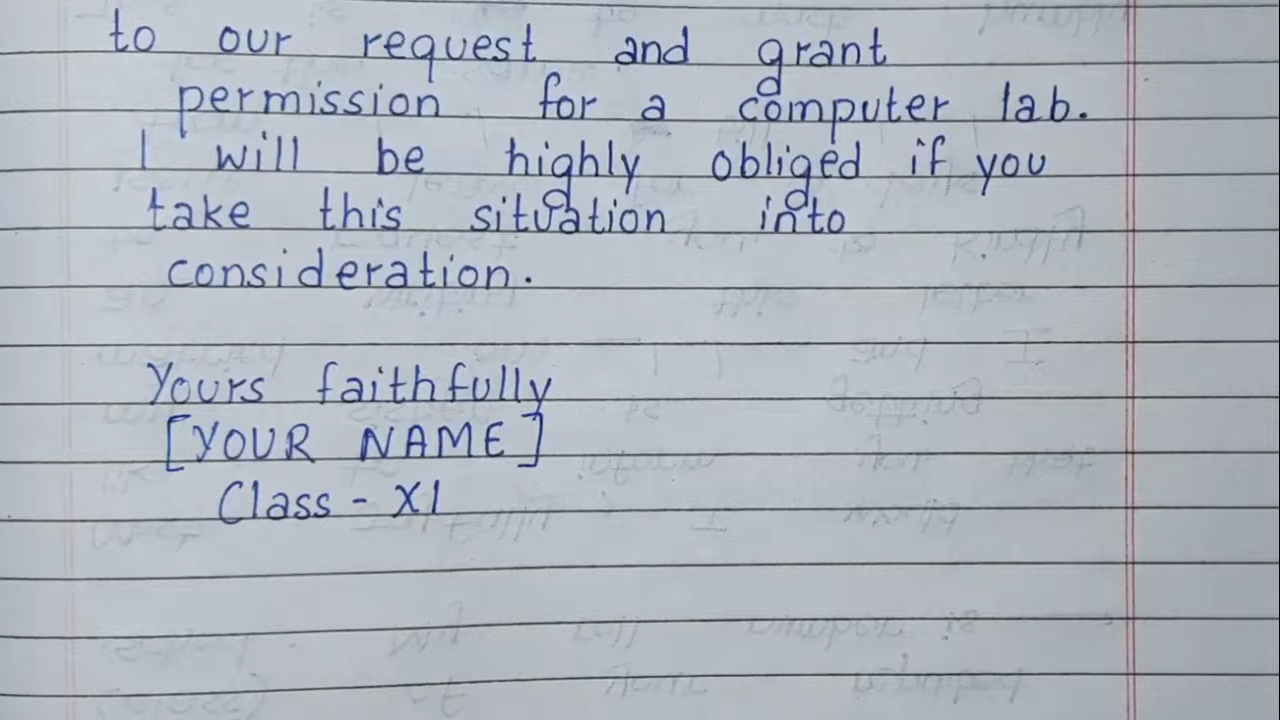 to our request and grant
permission for a computer lab.
I will be highly obliged if you
take this situation into
consideration.
Yours faithfully
[YOUR NAME]
Class - XI